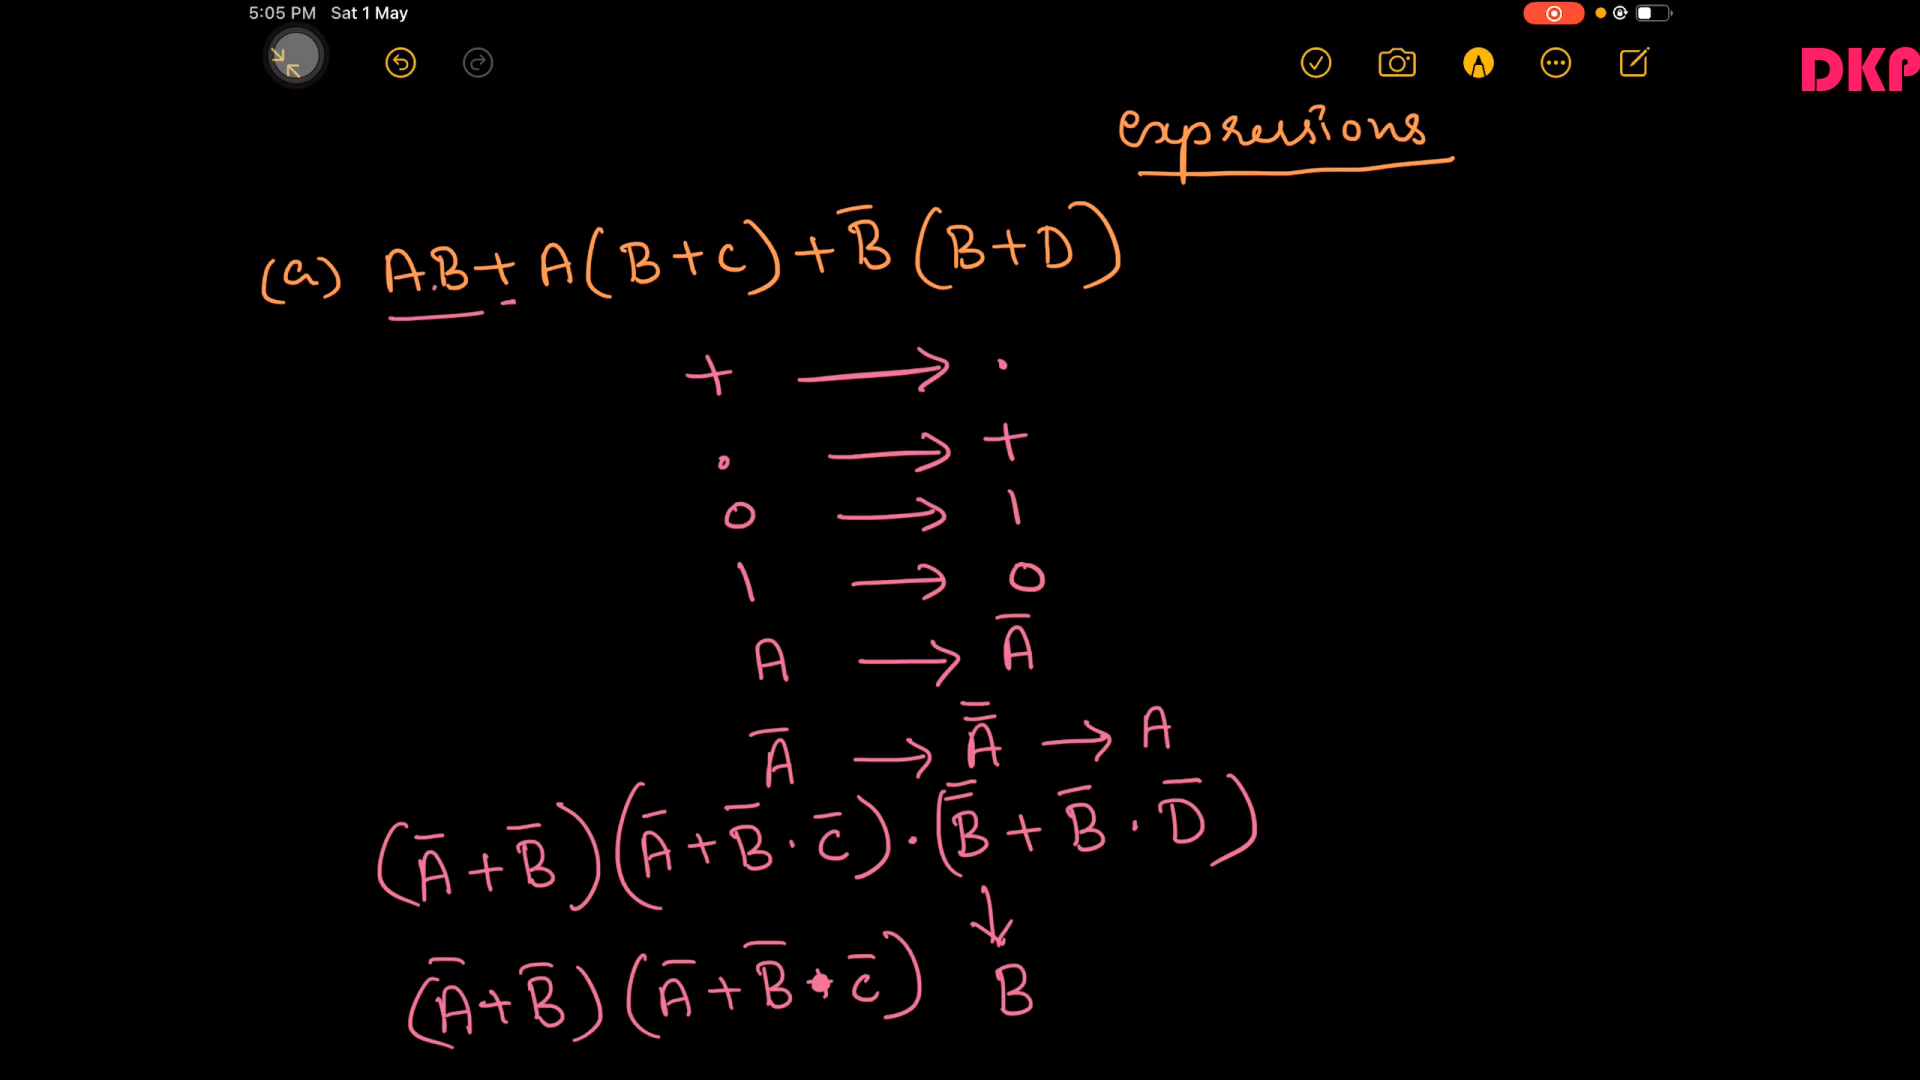 5:05 PM Sat 1 May
DKP
expressions
(a) A.B + A(B+C) + B̅(B+D)
+ → .
. → +
0 → 1
1 → 0
A → A̅
A̅ → A̿ → A
(A̅+B̅)(A̅+B̅.C̅).(B̿+B̅.D̅)
↓
(A̅+B̅)(A̅+B̅.C̅) B